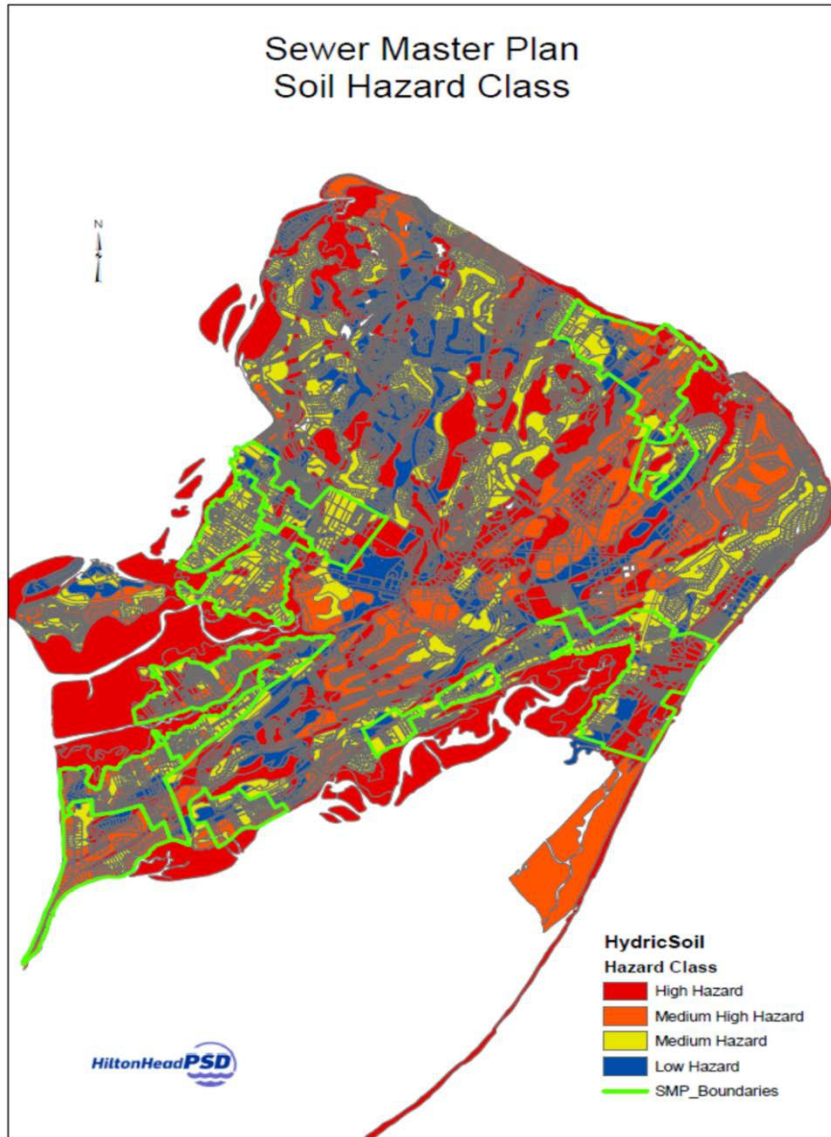 Sewer Master Plan
Soil Hazard Class
N
HydricSoil
Hazard Class
High Hazard
Medium High Hazard
Medium Hazard
Low Hazard
SMP_Boundaries
HiltonHeadPSD